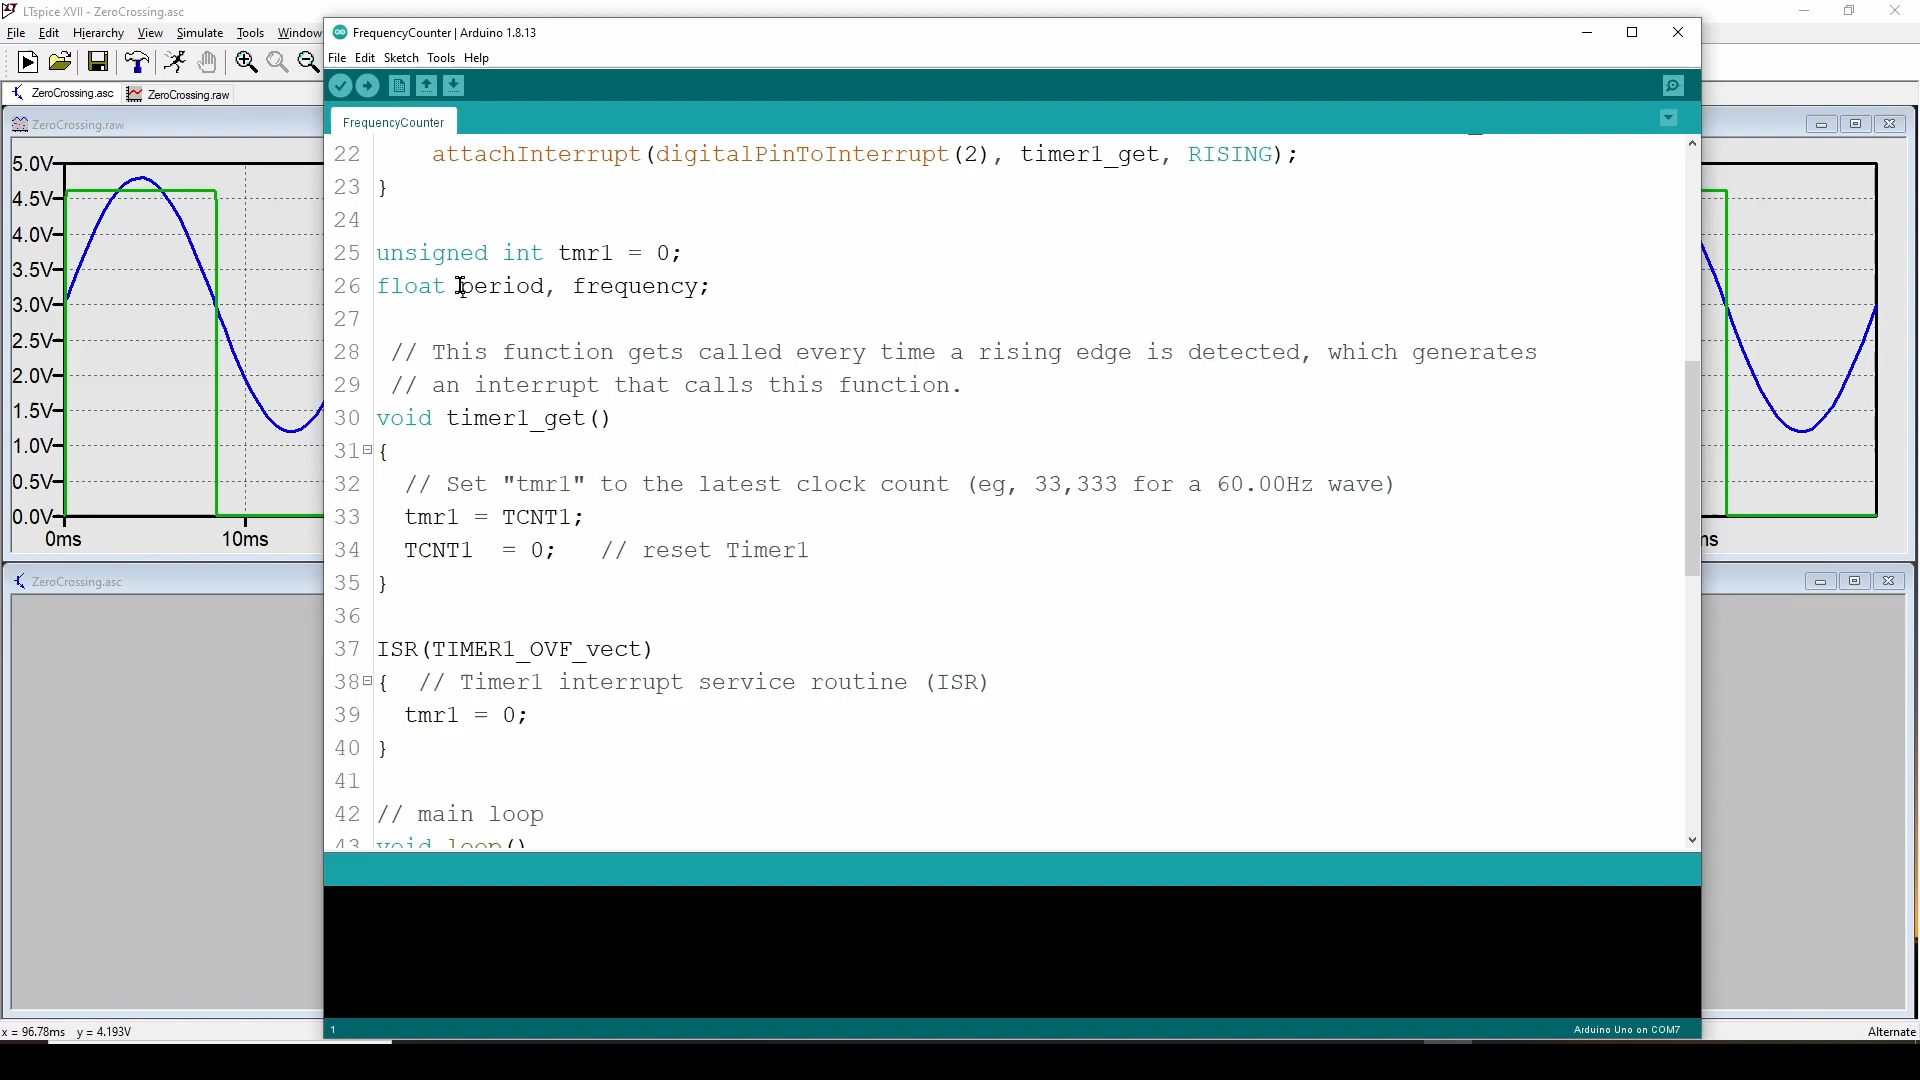 LTspice XVII - ZeroCrossing.asc
File Edit Hierarchy View Simulate Tools Window
ZeroCrossing.asc ZeroCrossing.raw
ZeroCrossing.raw
5.0V
4.5V
4.0V
3.5V
3.0V
2.5V
2.0V
1.5V
1.0V
0.5V
0.0V
0ms 10ms
ms
ZeroCrossing.asc
x = 96.78ms y = 4.193V
Alternate
FrequencyCounter | Arduino 1.8.13
File Edit Sketch Tools Help
FrequencyCounter
22 attachInterrupt(digitalPinToInterrupt(2), timer1_get, RISING);
23 }
24
25 unsigned int tmr1 = 0;
26 float period, frequency;
27
28 // This function gets called every time a rising edge is detected, which generates
29 // an interrupt that calls this function.
30 void timer1_get()
31 {
32 // Set "tmr1" to the latest clock count (eg, 33,333 for a 60.00Hz wave)
33 tmr1 = TCNT1;
34 TCNT1 = 0; // reset Timer1
35 }
36
37 ISR(TIMER1_OVF_vect)
38 { // Timer1 interrupt service routine (ISR)
39 tmr1 = 0;
40 }
41
42 // main loop
43 void loop()
1
Arduino Uno on COM7